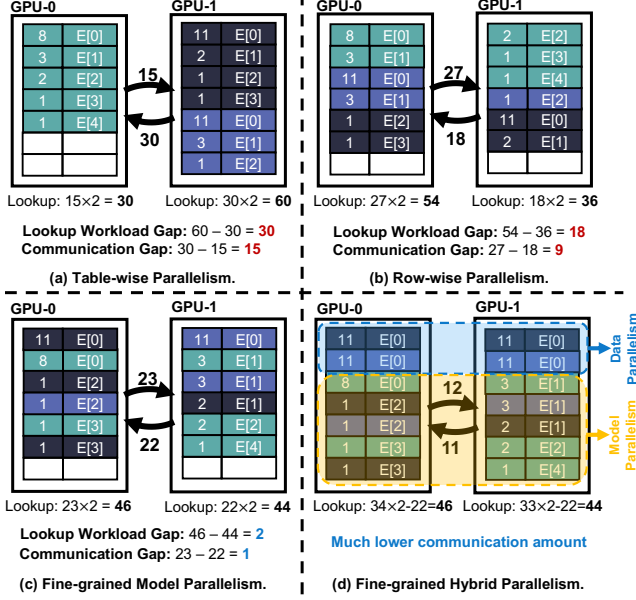 GPU-0
GPU-1
8 E[0]
3 E[1]
2 E[2]
1 E[3]
1 E[4]
15
30
11 E[0]
2 E[1]
1 E[2]
1 E[3]
11 E[0]
3 E[1]
1 E[2]
Lookup: 15×2 = 30
Lookup: 30×2 = 60
Lookup Workload Gap: 60 – 30 = 30
Communication Gap: 30 – 15 = 15
(a) Table-wise Parallelism.
GPU-0
GPU-1
8 E[0]
3 E[1]
11 E[0]
3 E[1]
1 E[2]
1 E[3]
27
18
2 E[2]
1 E[3]
1 E[4]
1 E[2]
11 E[0]
2 E[1]
Lookup: 27×2 = 54
Lookup: 18×2 = 36
Lookup Workload Gap: 54 – 36 = 18
Communication Gap: 27 – 18 = 9
(b) Row-wise Parallelism.
GPU-0
GPU-1
11 E[0]
8 E[0]
1 E[2]
1 E[2]
1 E[3]
1 E[3]
23
22
11 E[0]
3 E[1]
3 E[1]
2 E[1]
2 E[2]
1 E[4]
Lookup: 23×2 = 46
Lookup: 22×2 = 44
Lookup Workload Gap: 46 – 44 = 2
Communication Gap: 23 – 22 = 1
(c) Fine-grained Model Parallelism.
GPU-0
GPU-1
11 E[0]
11 E[0]
8 E[0]
1 E[2]
1 E[2]
1 E[3]
1 E[3]
12
11
11 E[0]
11 E[0]
3 E[1]
3 E[1]
2 E[1]
2 E[2]
1 E[4]
Data
Parallelism
Model
Parallelism
Lookup: 34×2-22=46
Lookup: 33×2-22=44
Much lower communication amount
(d) Fine-grained Hybrid Parallelism.